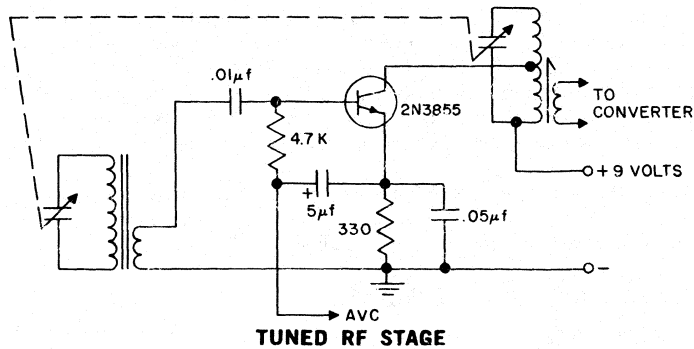 .01µf
2N3855
TO
CONVERTER
4.7K
+ 9 VOLTS
+
5µf
330
.05µf
-
AVC
TUNED RF STAGE